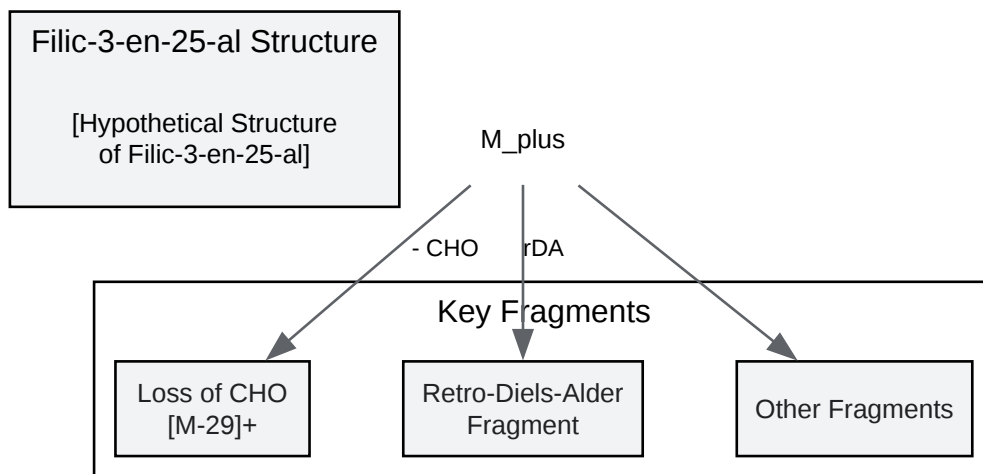 Filic-3-en-25-al Structure
[Hypothetical Structure
of Filic-3-en-25-al]
M_plus
- CHO
rDA
Key Fragments
Loss of CHO
[M-29]+
Retro-Diels-Alder
Fragment
Other Fragments